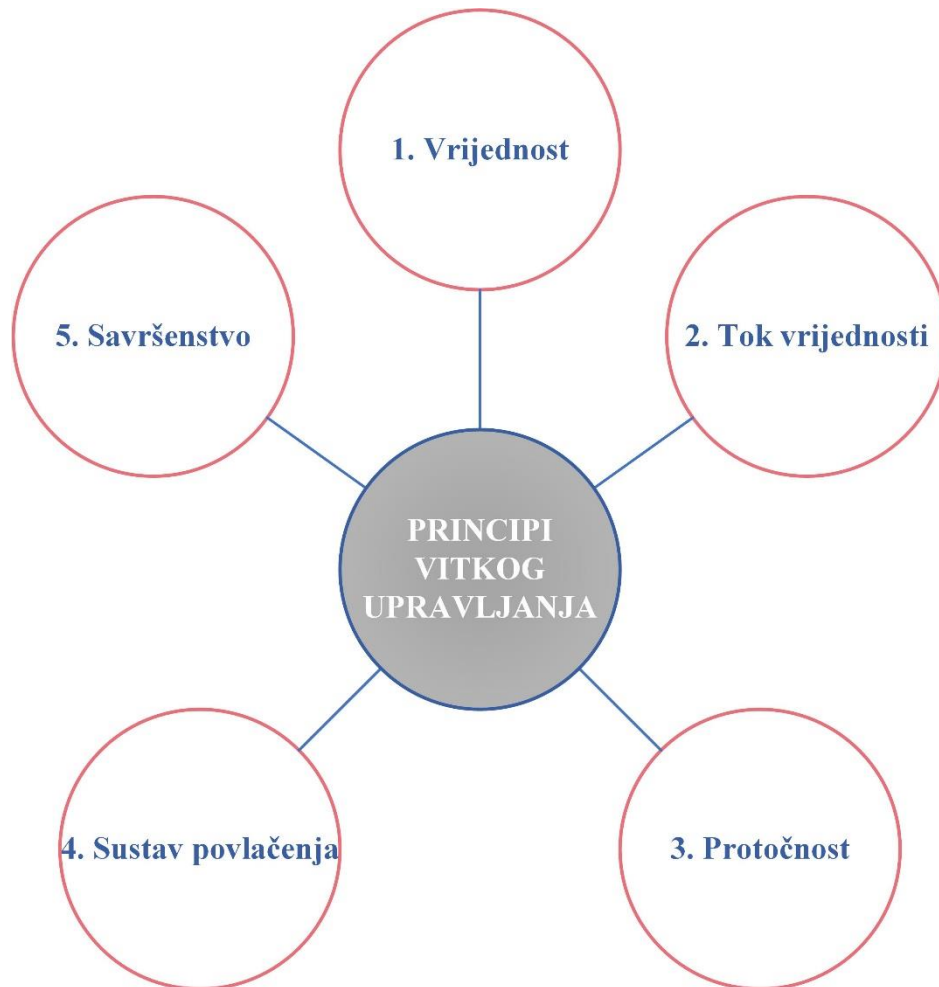 1. Vrijednost
5. Savršenstvo
2. Tok vrijednosti
PRINCIPI
VITKOG
UPRAVLJANJA
4. Sustav povlačenja
3. Protočnost